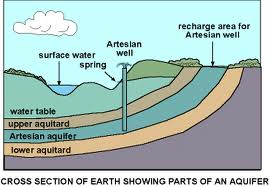 recharge area for
Artesian well
Artesian
well
surface water
spring
water table
upper aquitard
Artesian aquifer
lower aquitard
CROSS SECTION OF EARTH SHOWING PARTS OF AN AQUIFER